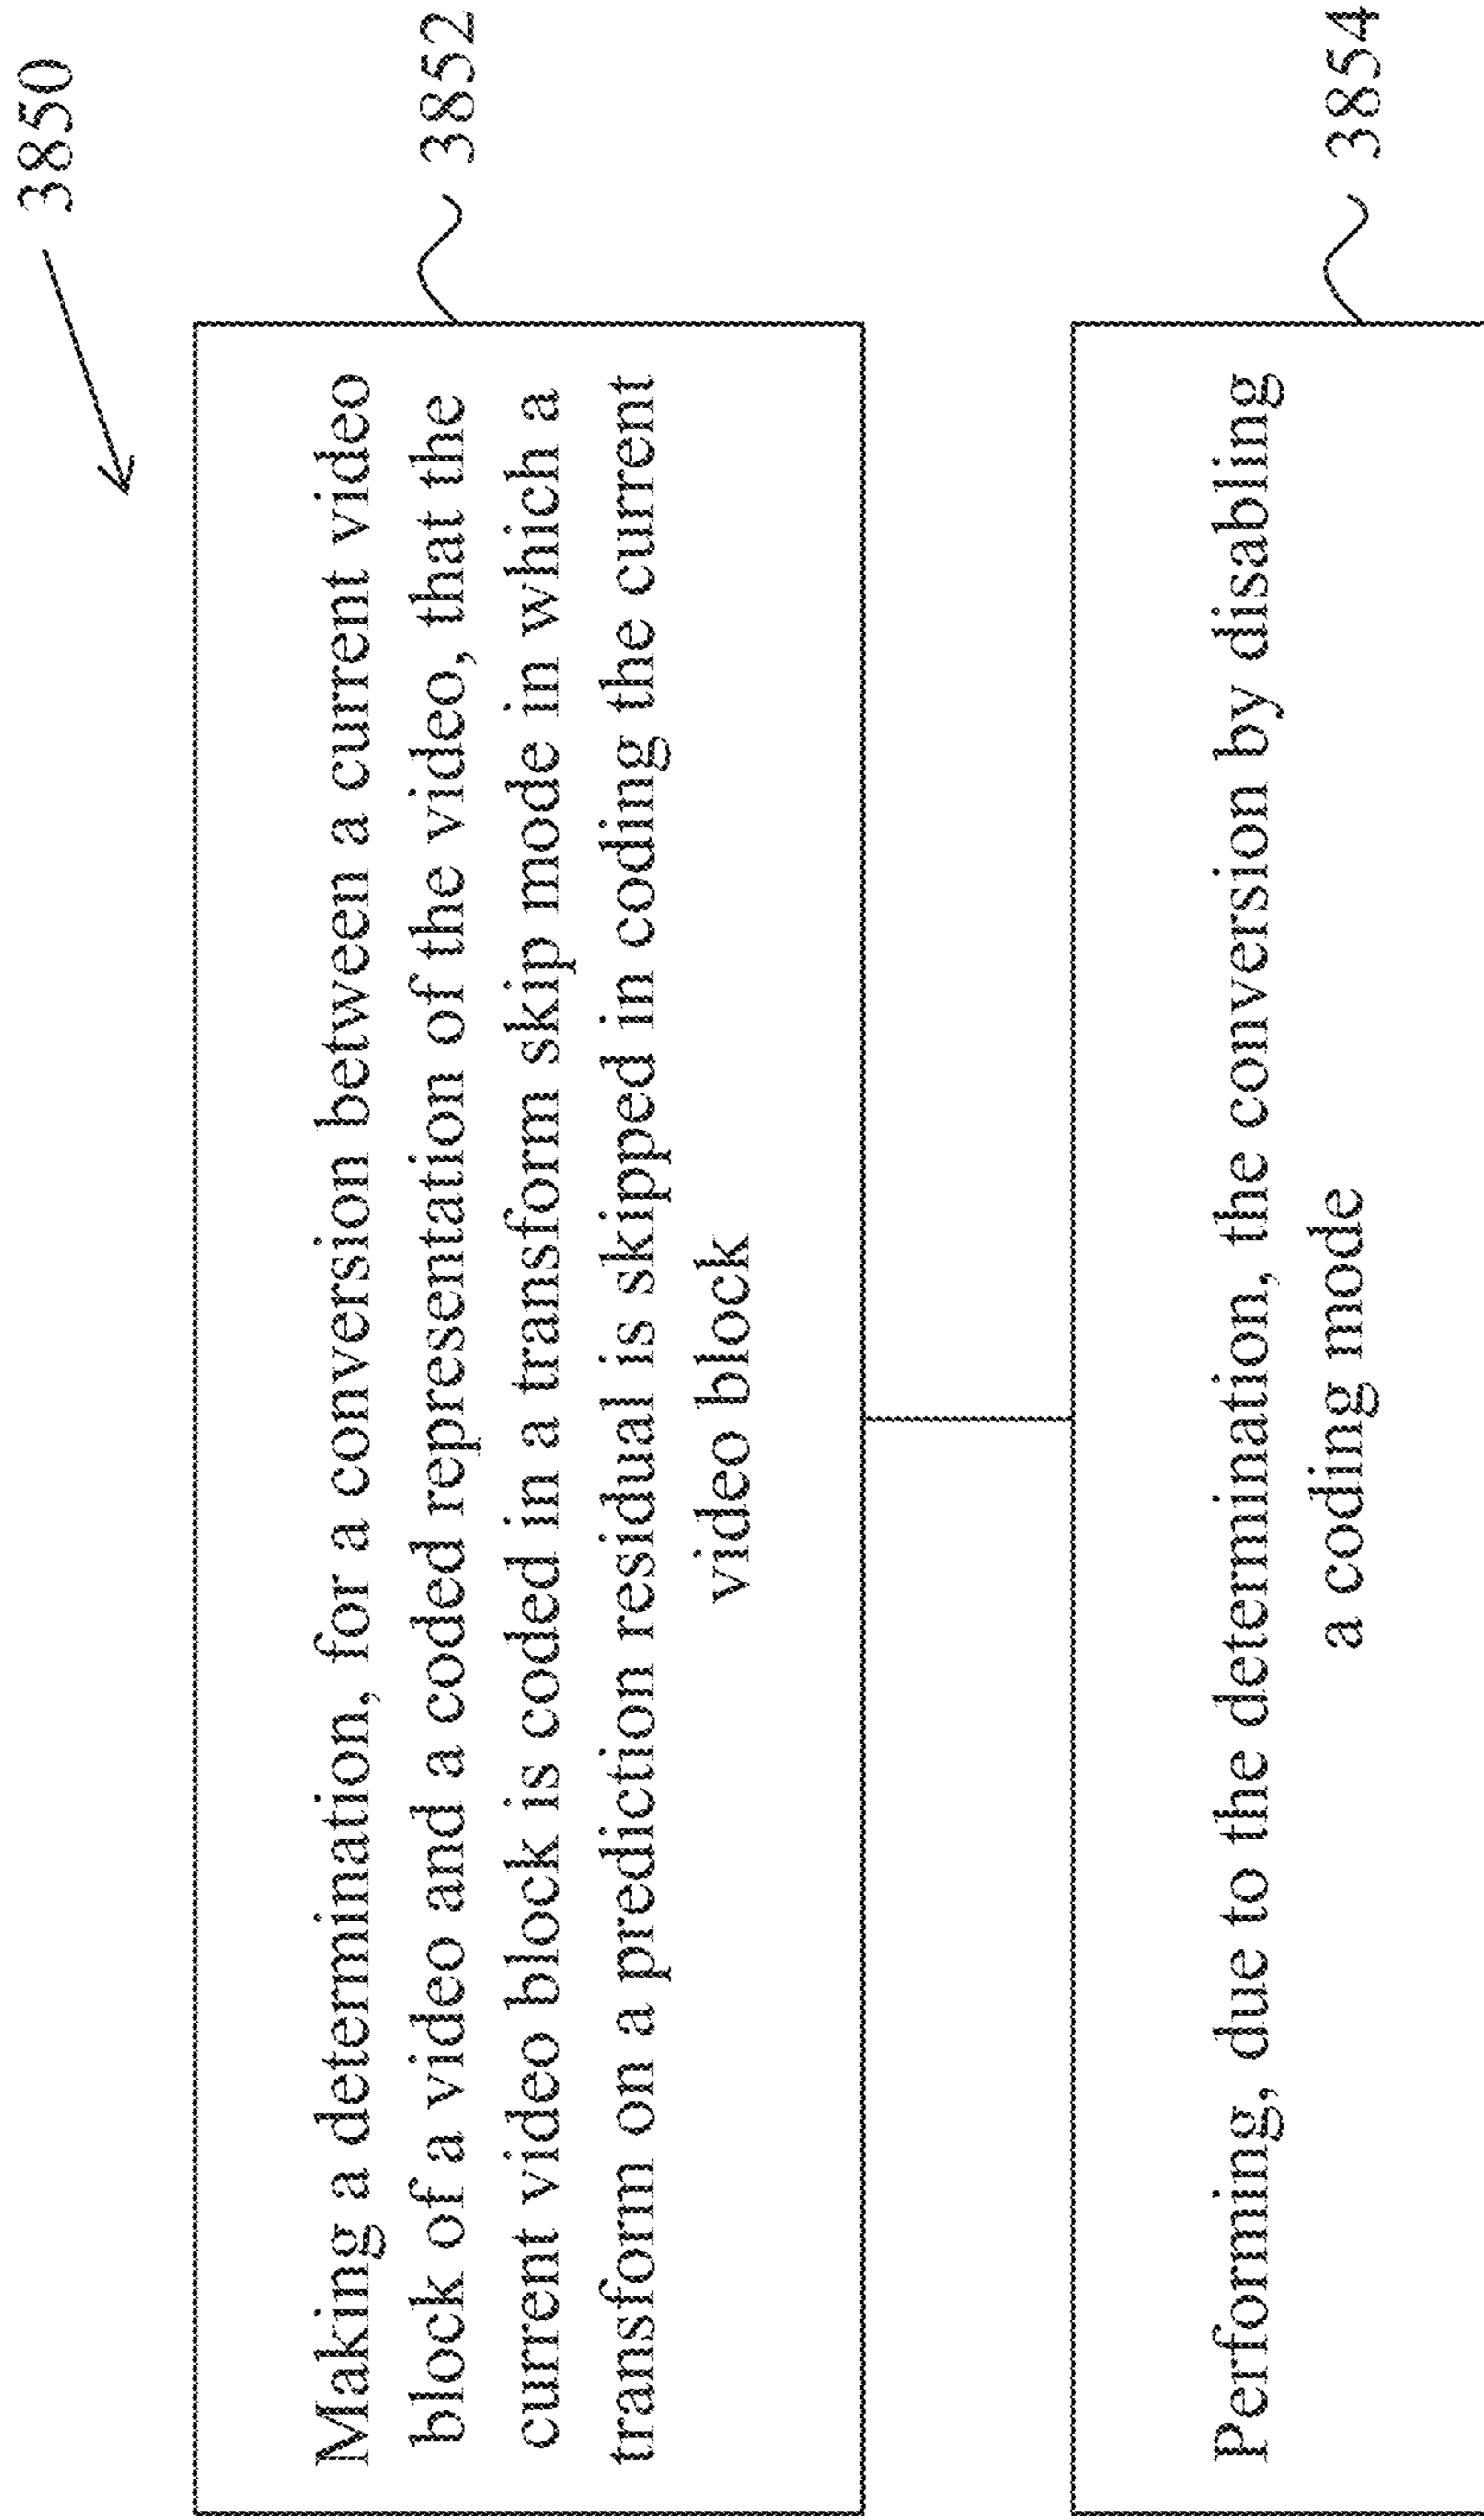 3850
Making a determination, for a conversion between a current video
block of a video and a coded representation of the video, that the
current video block is coded in a transform skip mode in which a
transform on a prediction residual is skipped in coding the current
video block
3852
Performing, due to the determination, the conversion by disabling
a coding mode
3854